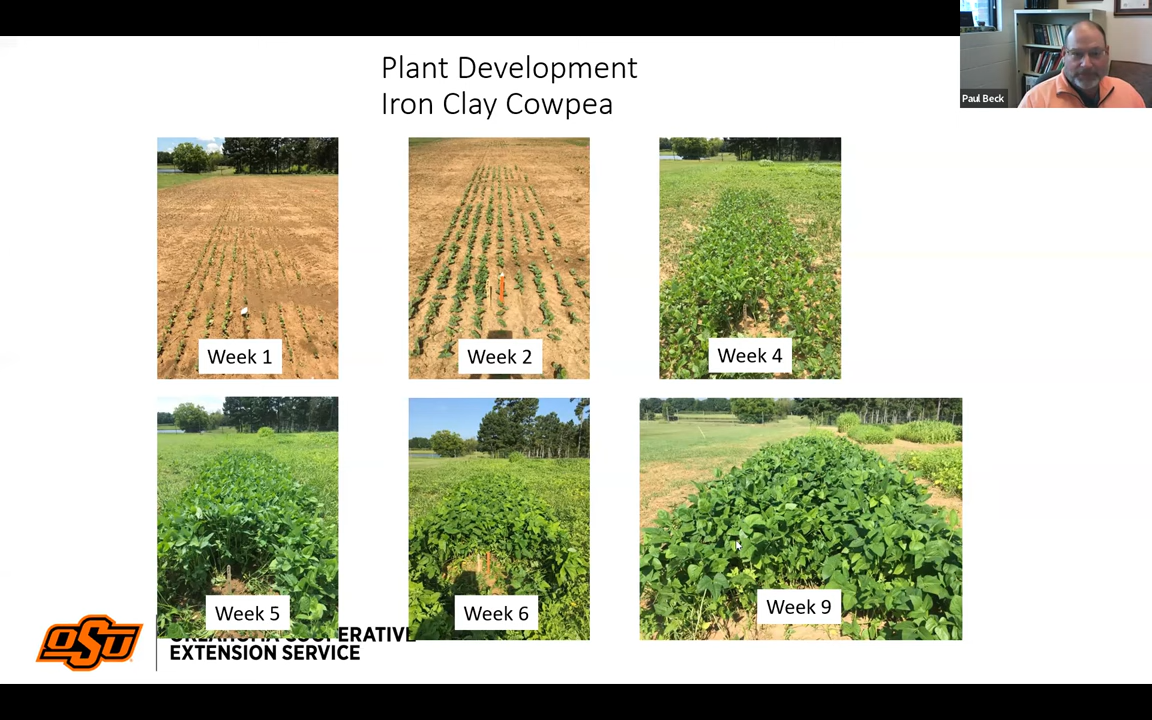 Plant Development
Iron Clay Cowpea
Paul Beck
Week 1
Week 2
Week 4
Week 5
Week 6
Week 9
OSU
OKLAHOMA COOPERATIVE
EXTENSION SERVICE